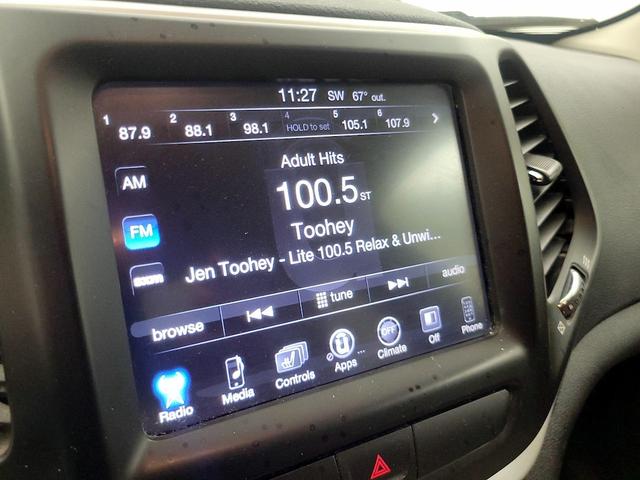 11:27 SW 67° out.
1 87.9 2 88.1 3 98.1 4 HOLD to set 5 105.1 6 107.9
Adult Hits
AM
100.5 ST
FM
Toohey
Jen Toohey - Lite 100.5 Relax & Unwi...
browse tune audio
Radio Media Controls Apps... OFF Climate Off Phone